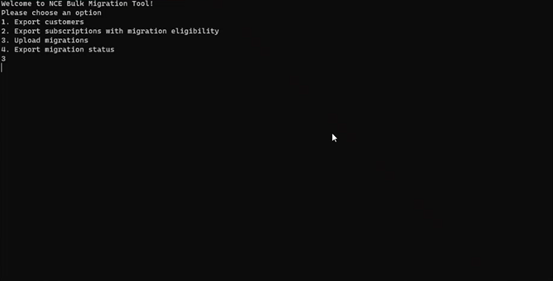 Welcome to NCE Bulk Migration Tool!
Please choose an option
1. Export customers
2. Export subscriptions with migration eligibility
3. Upload migrations
4. Export migration status
3